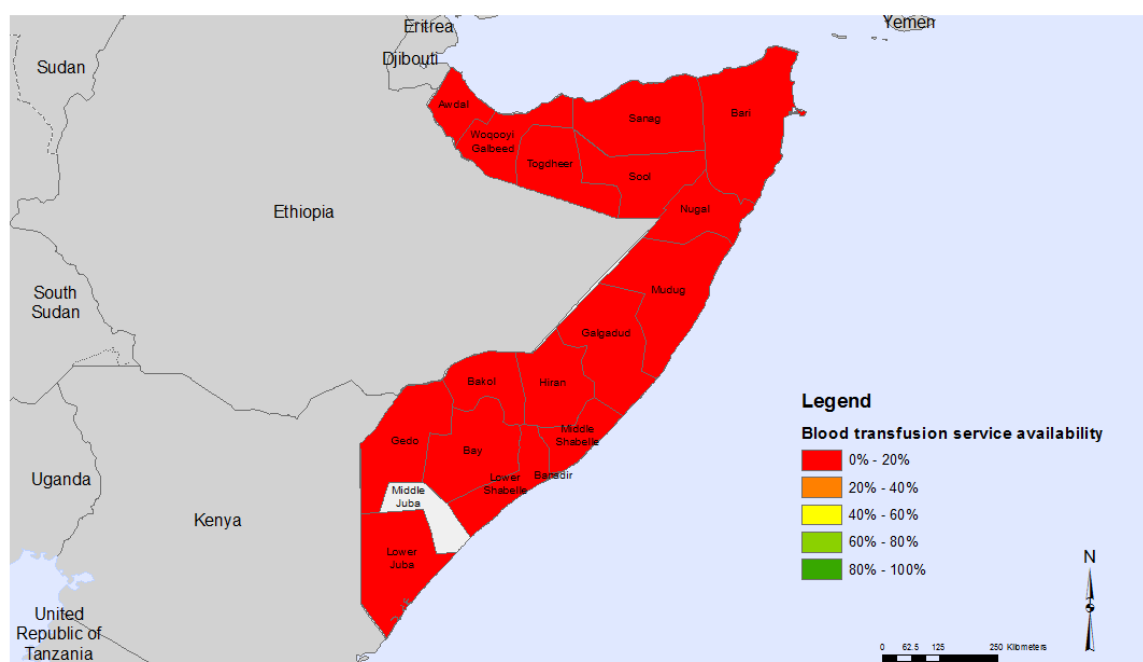 Eritrea
Yemen
Djibouti
Sudan
Awdal
Sanag
Bari
Woqooyi
Galbeed
Togdheer
Sool
Ethiopia
Nugal
South
Sudan
Mudug
Galgadud
Bakol
Hiran
Legend
Blood transfusion service availability
0% - 20%
20% - 40%
40% - 60%
60% - 80%
80% - 100%
Gedo
Middle
Shabelle
Bay
Uganda
Lower
Shabelle
Banadir
Middle
Juba
Kenya
Lower
Juba
N
United
Republic of
Tanzania
0 62.5 125 250 Kilometers